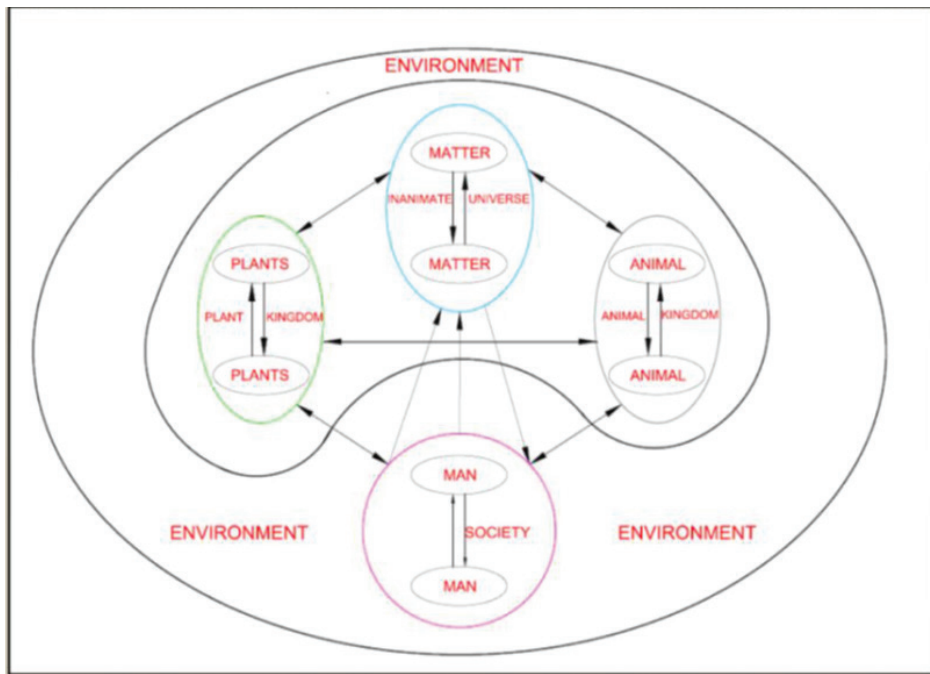 ENVIRONMENT
MATTER
INANIMATE UNIVERSE
MATTER
PLANTS
PLANT KINGDOM
PLANTS
ANIMAL
ANIMAL KINGDOM
ANIMAL
MAN
SOCIETY
MAN
ENVIRONMENT
ENVIRONMENT